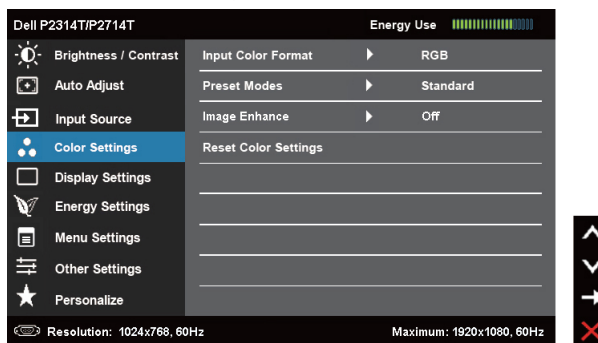 Dell P2314T/P2714T Energy Use
Brightness / Contrast
Auto Adjust
Input Source
Color Settings
Display Settings
Energy Settings
Menu Settings
Other Settings
Personalize
Input Color Format RGB
Preset Modes Standard
Image Enhance Off
Reset Color Settings
Resolution: 1024x768, 60Hz Maximum: 1920x1080, 60Hz